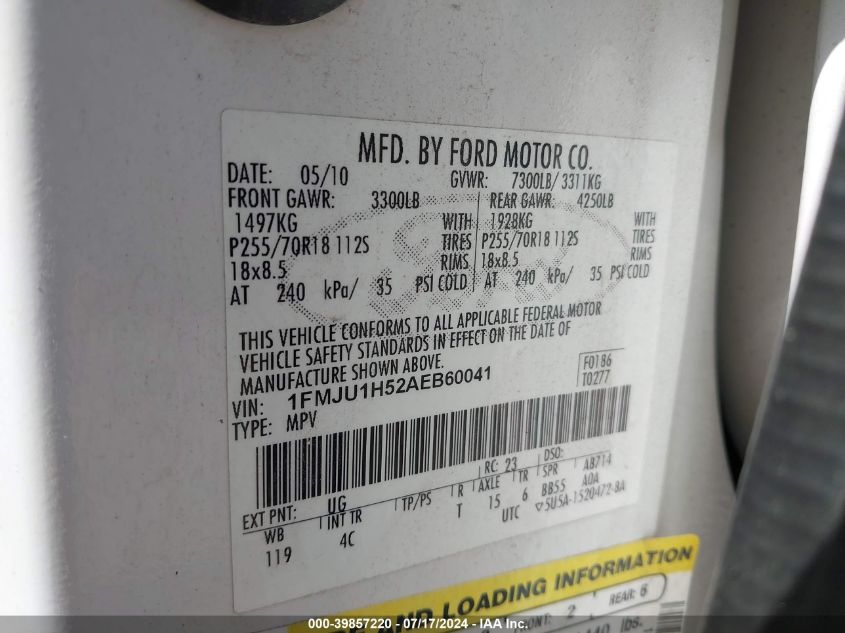 MFD. BY FORD MOTOR CO.
DATE: 05/10 GVWR: 7300LB/ 3311KG
FRONT GAWR: 3300LB REAR GAWR: 4250LB
1497KG WITH 1928KG WITH
P255/70R18 112S TIRES P255/70R18 112S TIRES
18x8.5 RIMS 18x8.5 RIMS
AT 240 kPa/ 35 PSI COLD AT 240 kPa/ 35 PSI COLD
THIS VEHICLE CONFORMS TO ALL APPLICABLE FEDERAL MOTOR
VEHICLE SAFETY STANDARDS IN EFFECT ON THE DATE OF
MANUFACTURE SHOWN ABOVE.
F0186
T0277
VIN: 1FMJU1H52AEB60041
TYPE: MPV
RC: 23 DSO:
EXT PNT: UG
WB INT TR TP/PS R AXLE TR SPR AB714
119 4C T 15 6 BB55 A0A
UTC ▽5U5A-1520472-BA
AND LOADING INFORMATION
FRONT: 2 REAR: 6
000-39857220 - /07/17/2024 - IAA Inc.